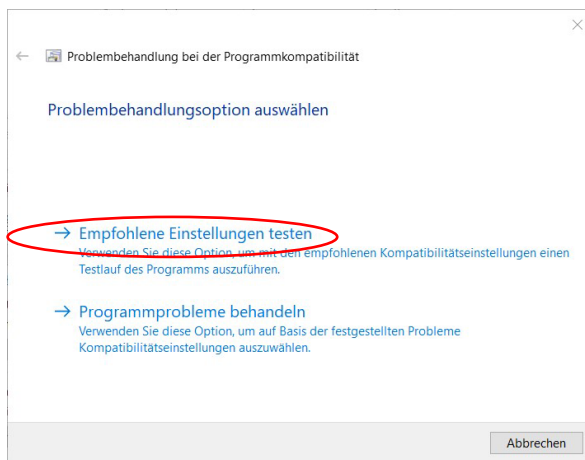 Problembehandlung bei der Programmkompatibilität
Problembehandlungsoption auswählen
Empfohlene Einstellungen testen
Verwenden Sie diese Option, um mit den empfohlenen Kompatibilitätseinstellungen einen
Testlauf des Programms auszuführen.
Programmprobleme behandeln
Verwenden Sie diese Option, um auf Basis der festgestellten Probleme
Kompatibilitätseinstellungen auszuwählen.
Abbrechen